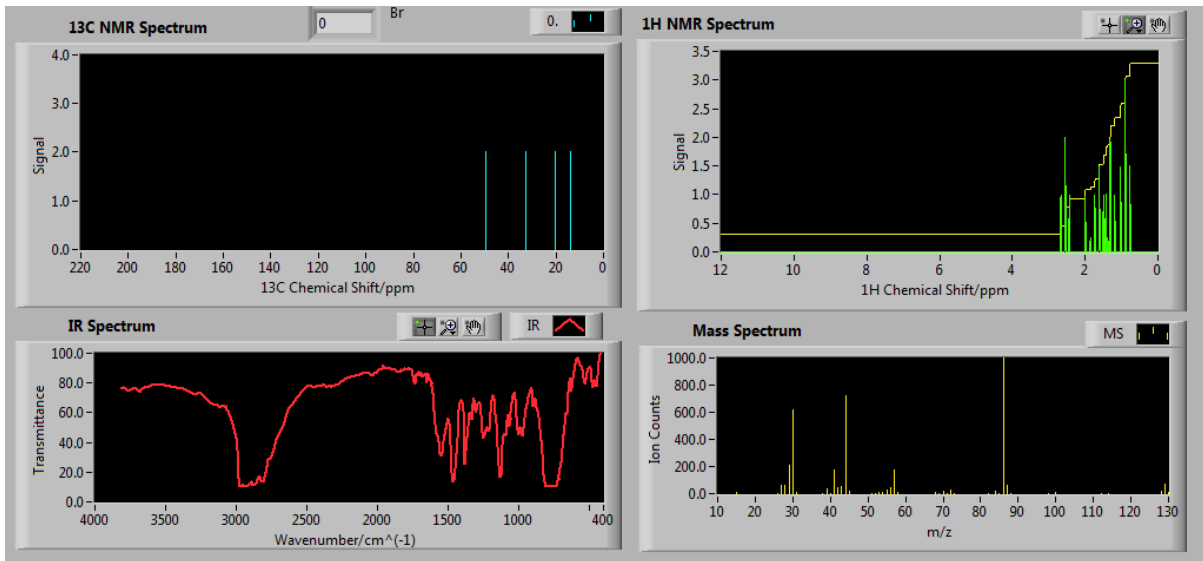 13C NMR Spectrum
0
Br
0.
4.0
3.0
2.0
1.0
0.0
Signal
220 200 180 160 140 120 100 80 60 40 20 0
13C Chemical Shift/ppm
1H NMR Spectrum
3.5
3.0
2.5
2.0
1.5
1.0
0.5
0.0
Signal
12 10 8 6 4 2 0
1H Chemical Shift/ppm
IR Spectrum
IR
100.0
80.0
60.0
40.0
20.0
0.0
Transmittance
4000 3500 3000 2500 2000 1500 1000 400
Wavenumber/cm^(-1)
Mass Spectrum
MS
1000.0
800.0
600.0
400.0
200.0
0.0
Ion Counts
10 20 30 40 50 60 70 80 90 100 110 120 130
m/z